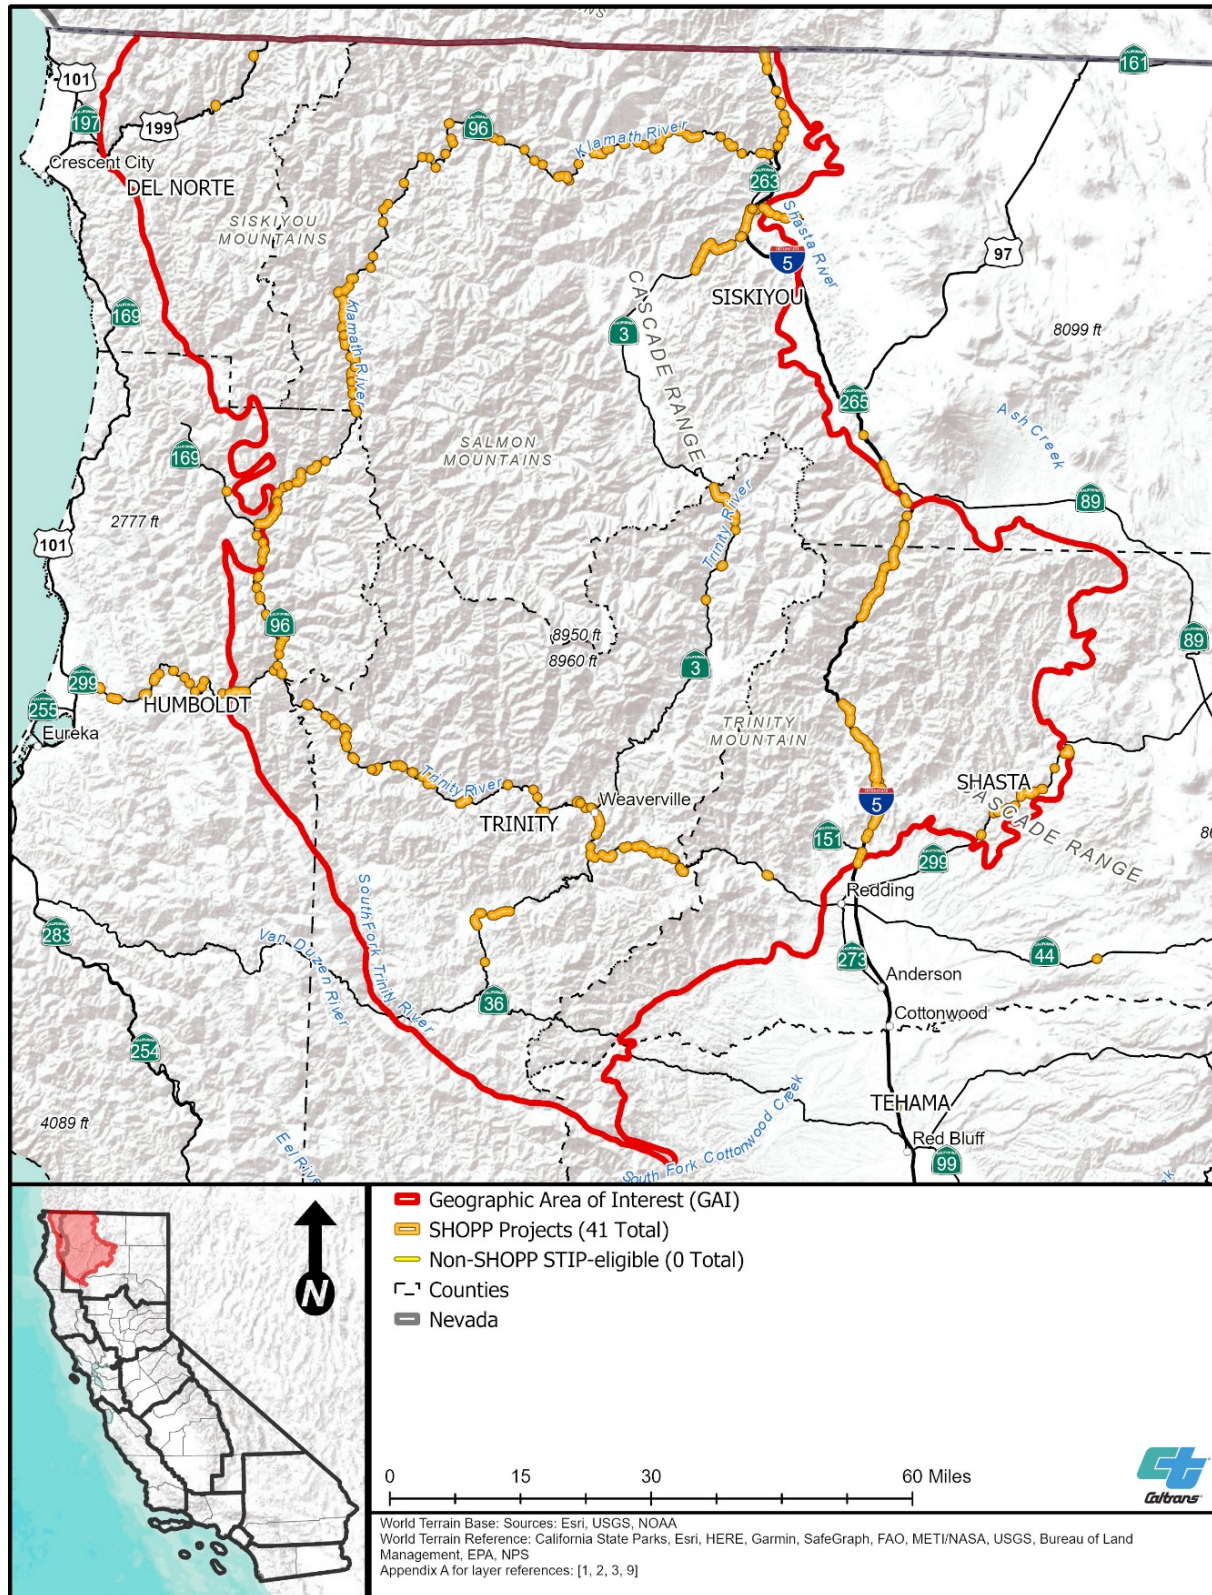 161
101
197
199
96
Klamath River
Crescent City
DEL NORTE
263
SISKIYOU
MOUNTAINS
Shasta River
97
5
CASCADE RANGE
SISKIYOU
169
Klamath River
3
8099 ft
265
Ash Creek
SALMON
MOUNTAINS
169
Trinity River
89
2777 ft
101
96
8950 ft
8960 ft
89
3
299
HUMBOLDT
255
Eureka
TRINITY
MOUNTAIN
Trinity River
SHASTA
5
Weaverville
TRINITY
CASCADE RANGE
151
299
Redding
South Fork Trinity River
283
Van Duzen River
273
44
Anderson
36
Cottonwood
254
TEHAMA
4089 ft
South Fork Cottonwood Creek
Red Bluff
99
Eel River
Geographic Area of Interest (GAI)
SHOPP Projects (41 Total)
Non-SHOPP STIP-eligible (0 Total)
Counties
Nevada
N
0 15 30 60 Miles
Caltrans
World Terrain Base: Sources: Esri, USGS, NOAA
World Terrain Reference: California State Parks, Esri, HERE, Garmin, SafeGraph, FAO, METI/NASA, USGS, Bureau of Land
Management, EPA, NPS
Appendix A for layer references: [1, 2, 3, 9]